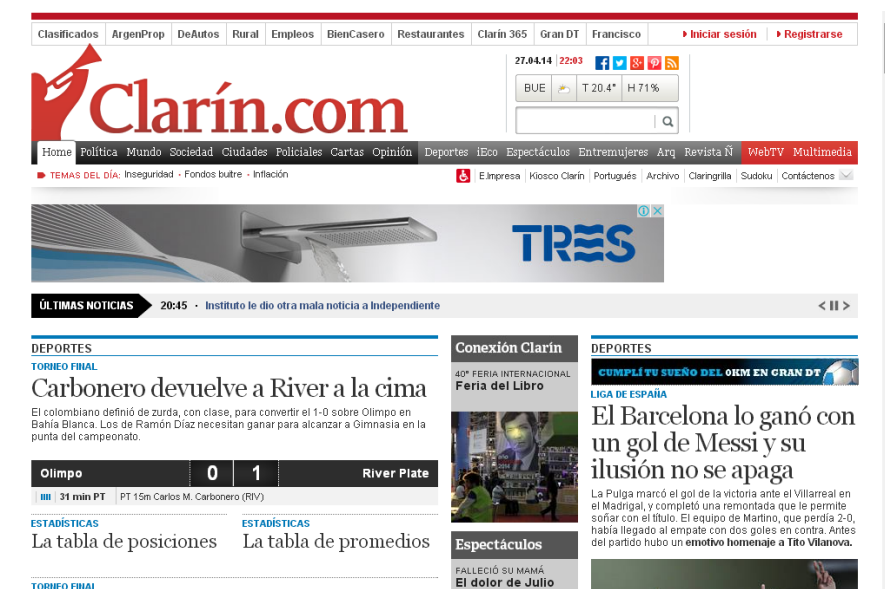 Clasificados ArgenProp DeAutos Rural Empleos BienCasero Restaurantes Clarín 365 Gran DT Francisco Iniciar sesión Registrarse
27.04.14 22:03
Clarín.com
BUE T 20.4° H 71%
Home Política Mundo Sociedad Ciudades Policiales Cartas Opinión Deportes iEco Espectáculos Entremujeres Arq Revista Ñ WebTV Multimedia
TEMAS DEL DÍA: Inseguridad · Fondos buitre · Inflación
E.Impresa Kiosco Clarín Portugués Archivo Claringrilla Sudoku Contáctenos
TRES
ÚLTIMAS NOTICIAS 20:45 · Instituto le dio otra mala noticia a Independiente
DEPORTES
TORNEO FINAL
Carbonero devuelve a River a la cima
El colombiano definió de zurda, con clase, para convertir el 1-0 sobre Olimpo en
Bahía Blanca. Los de Ramón Díaz necesitan ganar para alcanzar a Gimnasia en la
punta del campeonato.
Olimpo 0 1 River Plate
31 min PT PT 15m Carlos M. Carbonero (RIV)
ESTADÍSTICAS
La tabla de posiciones
ESTADÍSTICAS
La tabla de promedios
TORNEO FINAL
Conexión Clarín
40° FERIA INTERNACIONAL
Feria del Libro
Espectáculos
FALLECIÓ SU MAMÁ
El dolor de Julio
DEPORTES
CUMPLÍ TU SUEÑO DEL 0KM EN GRAN DT
LIGA DE ESPAÑA
El Barcelona lo ganó con
un gol de Messi y su
ilusión no se apaga
La Pulga marcó el gol de la victoria ante el Villarreal en
el Madrigal, y completó una remontada que le permite
soñar con el título. El equipo de Martino, que perdía 2-0,
había llegado al empate con dos goles en contra. Antes
del partido hubo un emotivo homenaje a Tito Vilanova.